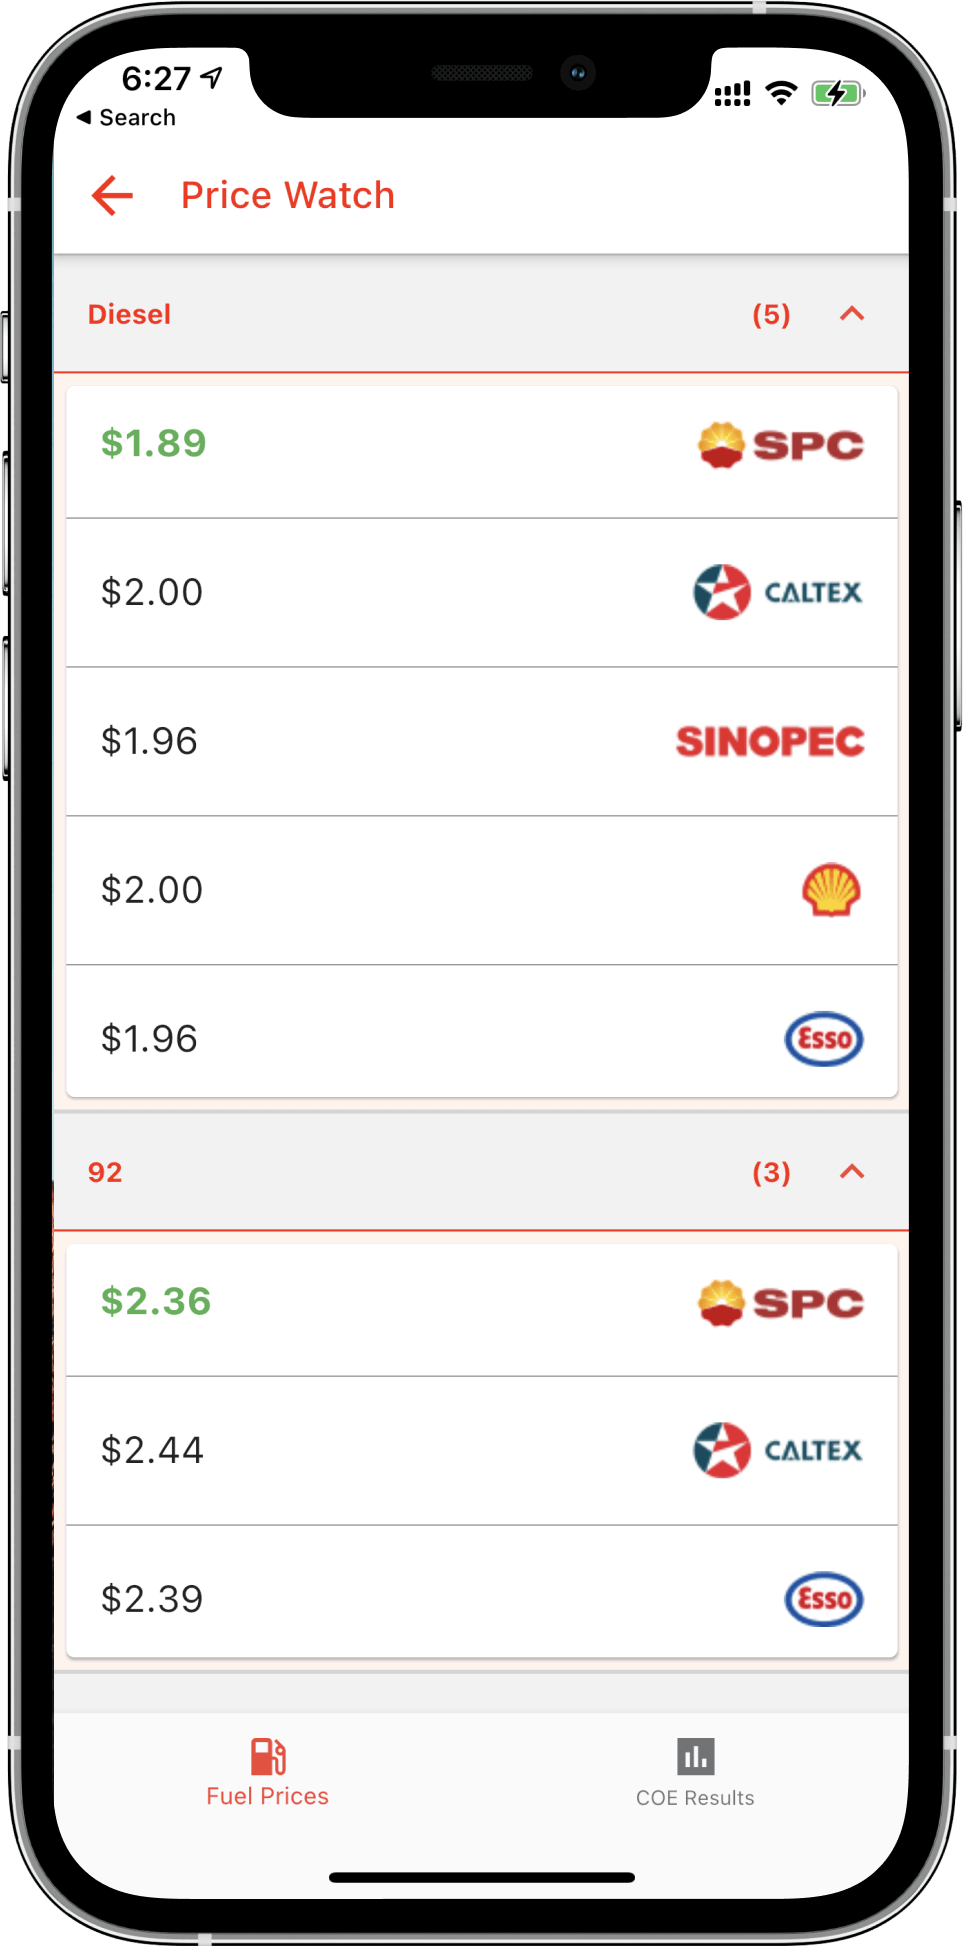 6:27
◀ Search
Price Watch
Diesel (5)
$1.89 SPC
$2.00 CALTEX
$1.96 SINOPEC
$2.00
$1.96 Esso
92 (3)
$2.36 SPC
$2.44 CALTEX
$2.39 Esso
Fuel Prices
COE Results